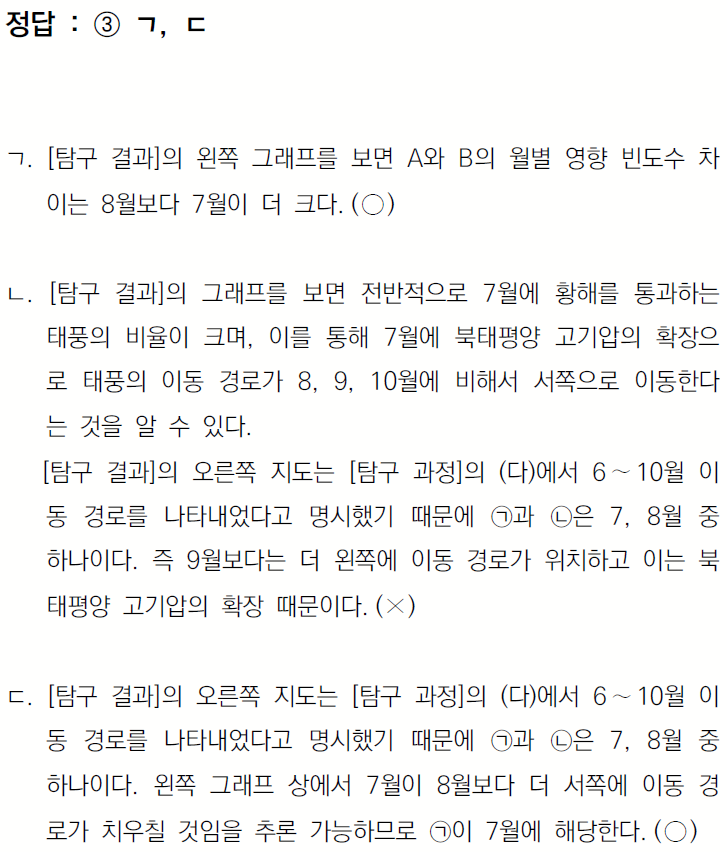 정답 : ③ ㄱ, ㄷ
ㄱ. [탐구 결과]의 왼쪽 그래프를 보면 A와 B의 월별 영향 빈도수 차
이는 8월보다 7월이 더 크다. (○)
ㄴ. [탐구 결과]의 그래프를 보면 전반적으로 7월에 황해를 통과하는
태풍의 비율이 크며, 이를 통해 7월에 북태평양 고기압의 확장으
로 태풍의 이동 경로가 8, 9, 10월에 비해서 서쪽으로 이동한다
는 것을 알 수 있다.
[탐구 결과]의 오른쪽 지도는 [탐구 과정]의 (다)에서 6～10월 이
동 경로를 나타내었다고 명시했기 때문에 ㉠과 ㉡은 7, 8월 중
하나이다. 즉 9월보다는 더 왼쪽에 이동 경로가 위치하고 이는 북
태평양 고기압의 확장 때문이다. (×)
ㄷ. [탐구 결과]의 오른쪽 지도는 [탐구 과정]의 (다)에서 6～10월 이
동 경로를 나타내었다고 명시했기 때문에 ㉠과 ㉡은 7, 8월 중
하나이다. 왼쪽 그래프 상에서 7월이 8월보다 더 서쪽에 이동 경
로가 치우칠 것임을 추론 가능하므로 ㉠이 7월에 해당한다. (○)